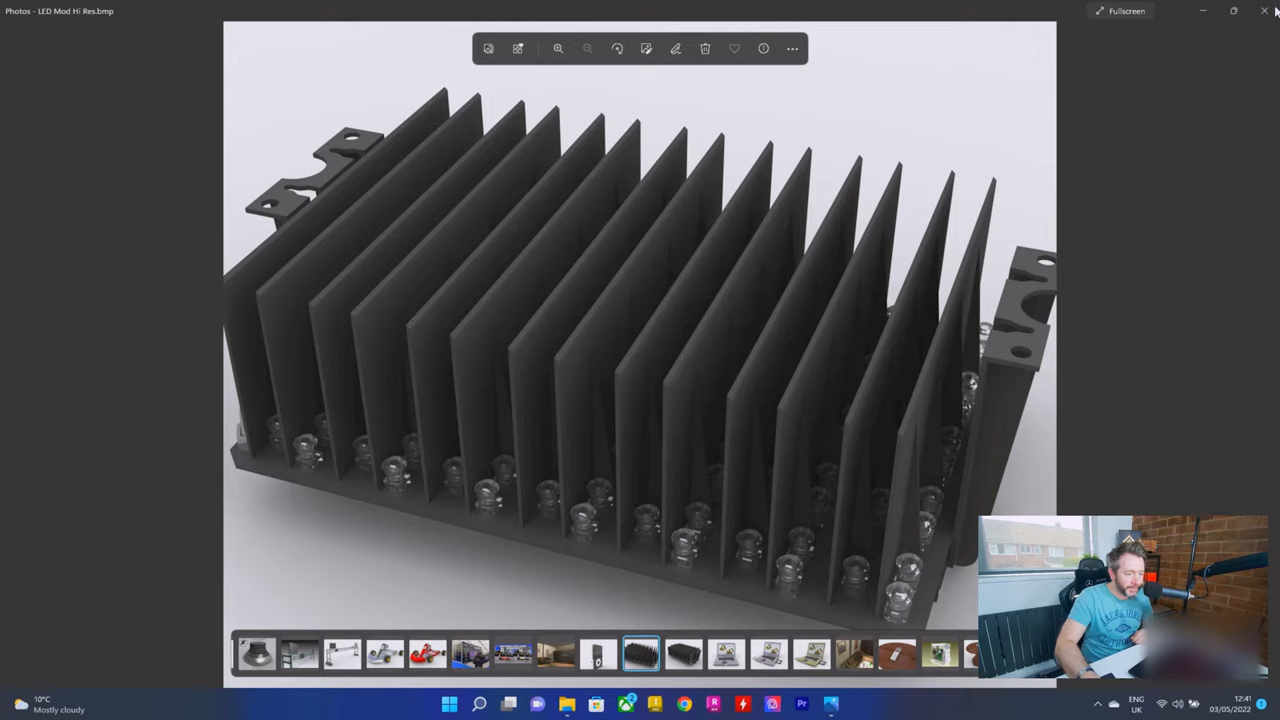 Photos - LED Mod Hi Res.bmp
Fullscreen
10°C
Mostly cloudy
ENG
UK
12:41
03/05/2022